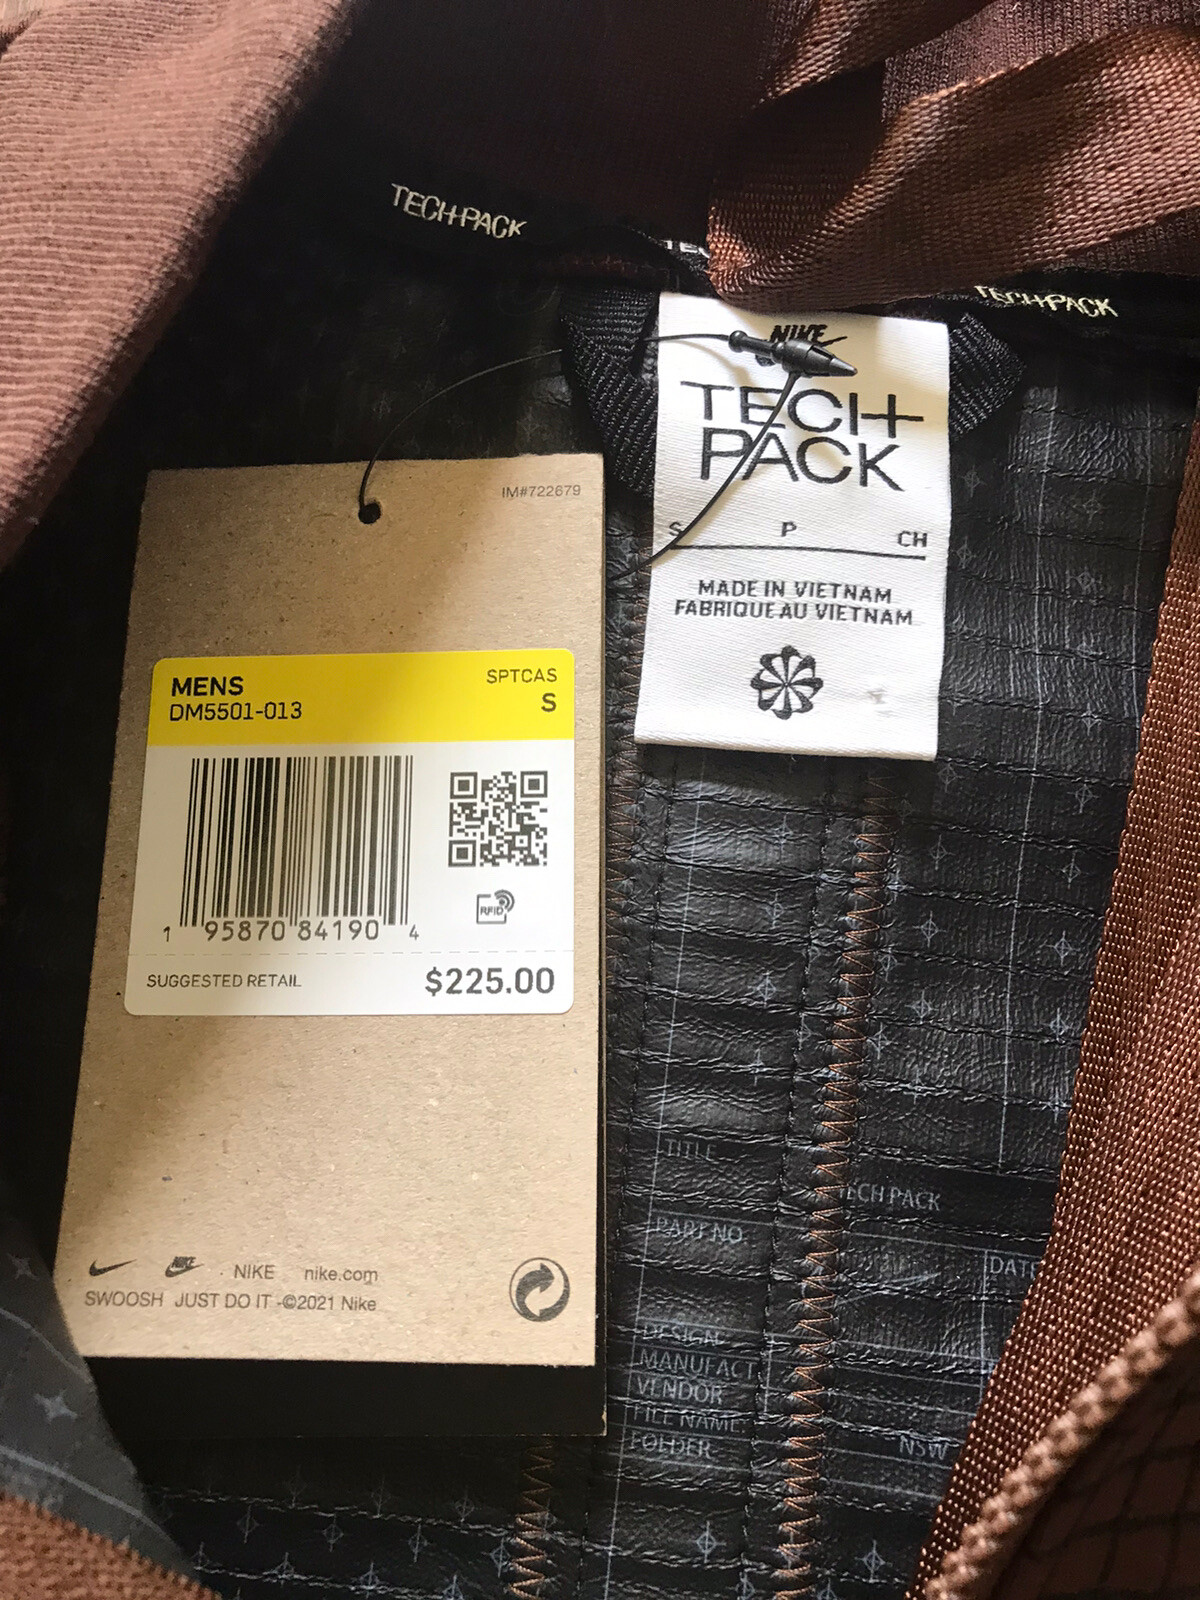 TECH+PACK
TECH+PACK
NIKE
TECH+
PACK
S P CH
MADE IN VIETNAM
FABRIQUE AU VIETNAM
IM#722679
MENS SPTCAS
DM5501-013 S
RFID
1 95870 84190 4
SUGGESTED RETAIL $225.00
NIKE nike.com
SWOOSH JUST DO IT -©2021 Nike
TITLE
TECH PACK
PART NO.
DATE
DESIGN
MANUFACT
VENDOR
FILE NAME
FOLDER
NSW